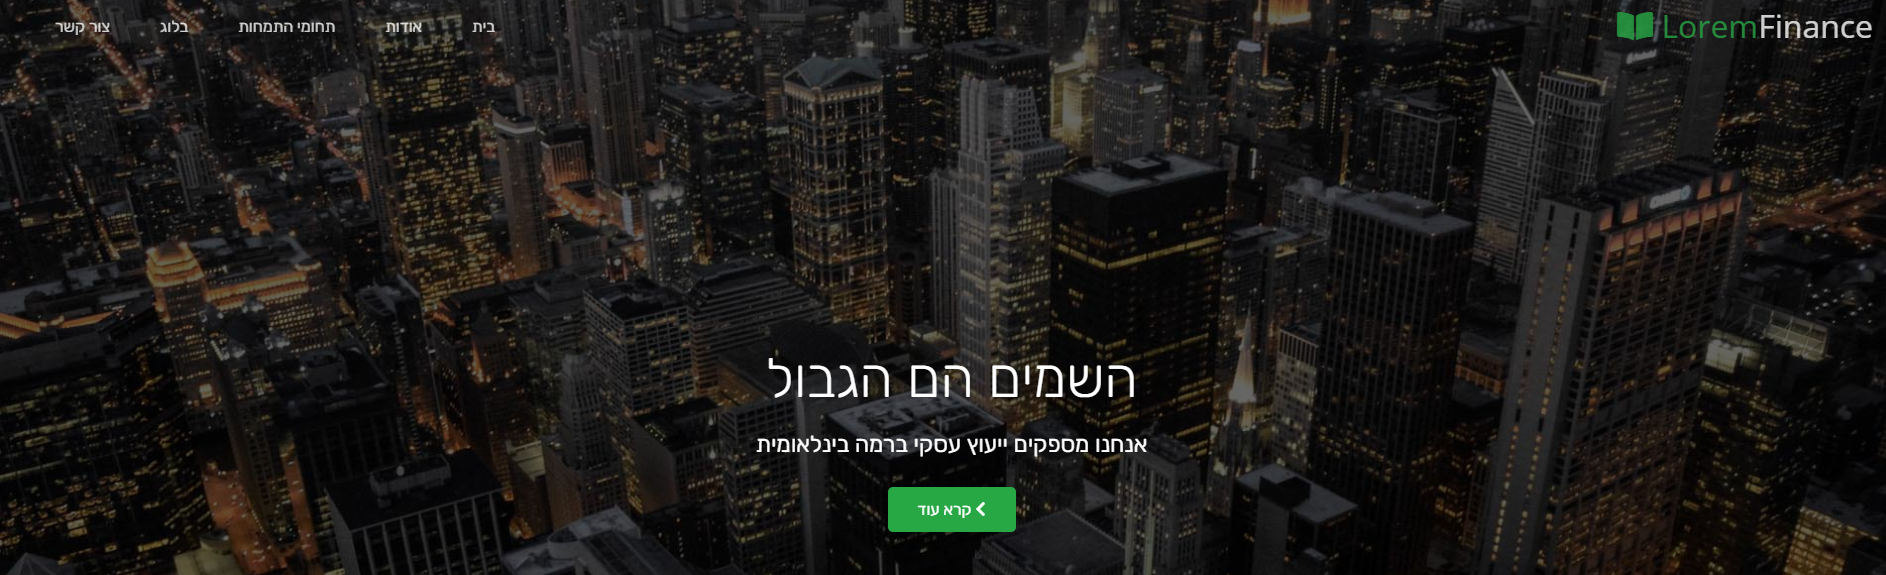 LoremFinance
בית
אודות
תחומי התמחות
בלוג
צור קשר
השמים הם הגבול
אנחנו מספקים ייעוץ עסקי ברמה בינלאומית
קרא עוד